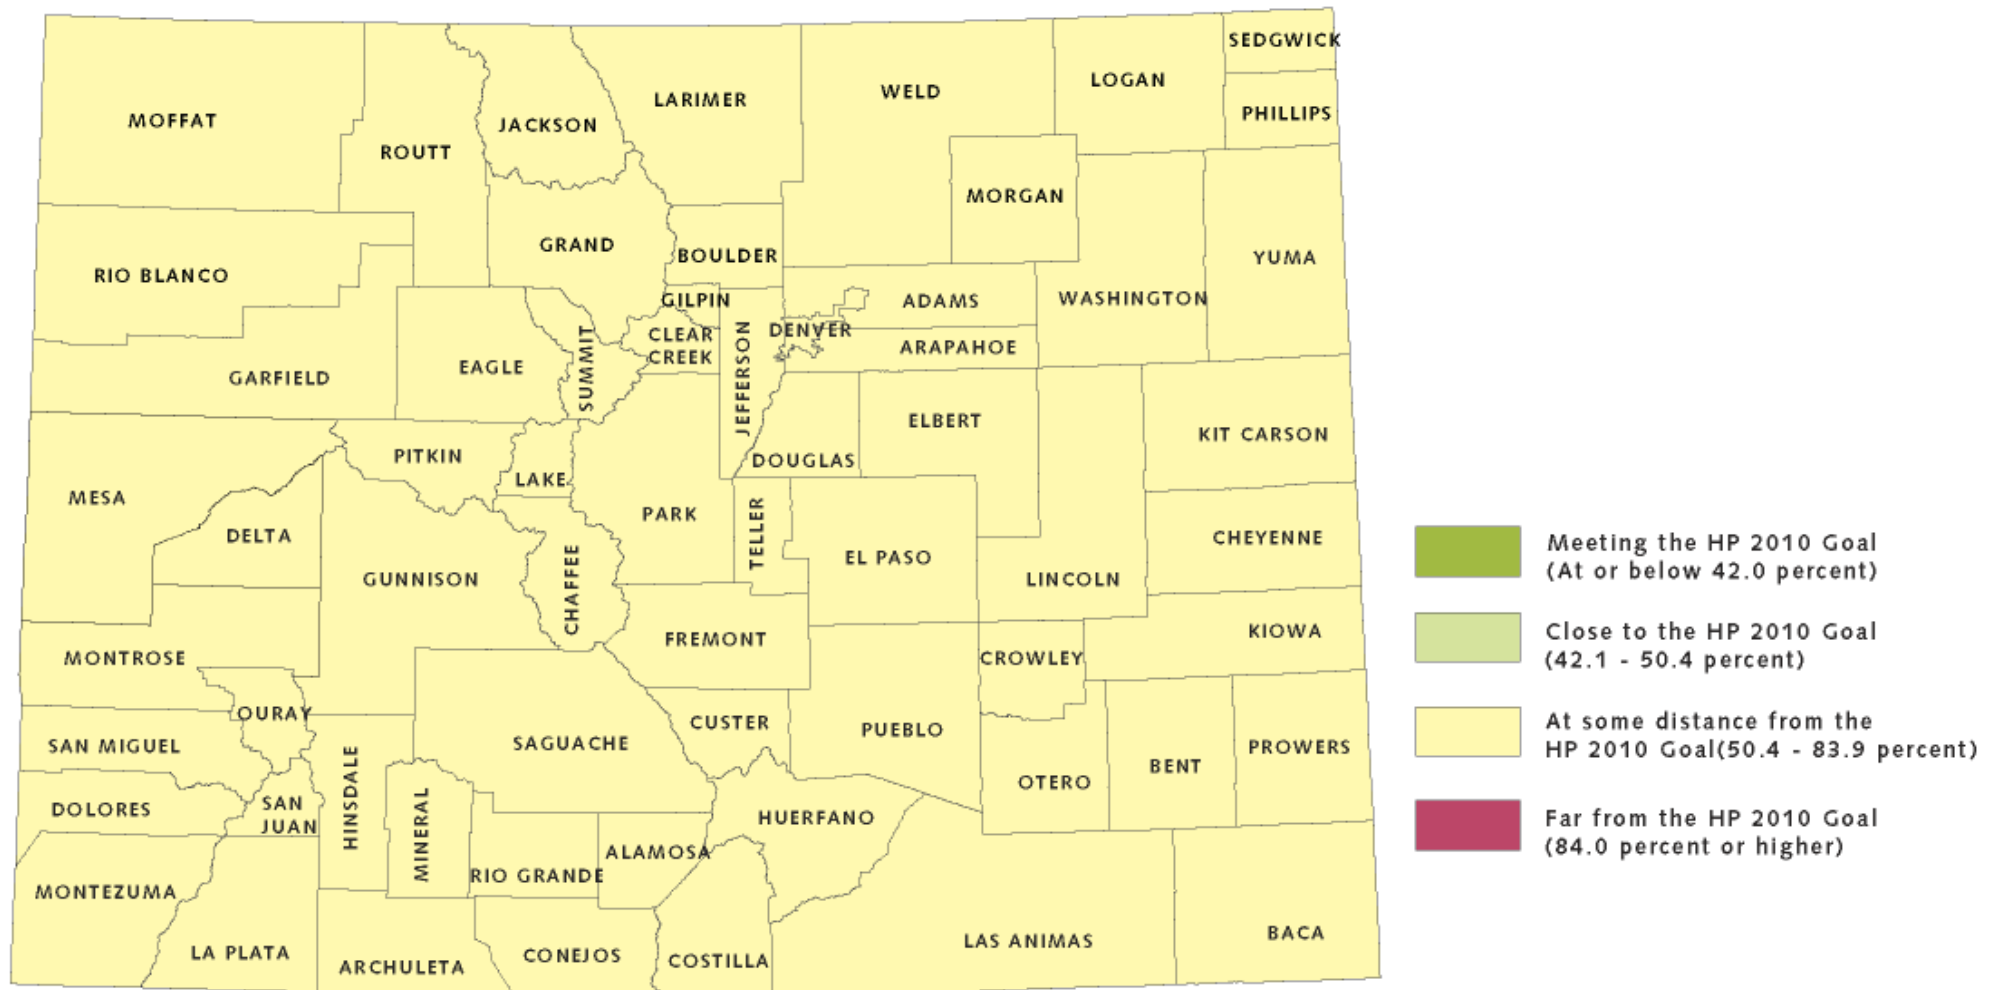 SEDGWICK
LOGAN
WELD
LARIMER
PHILLIPS
MOFFAT
JACKSON
ROUTT
MORGAN
GRAND
BOULDER
YUMA
RIO BLANCO
GILPIN
ADAMS
WASHINGTON
DENVER
CLEAR
CREEK
ARAPAHOE
SUMMIT
EAGLE
GARFIELD
JEFFERSON
ELBERT
KIT CARSON
PITKIN
DOUGLAS
LAKE
MESA
PARK
TELLER
DELTA
CHEYENNE
EL PASO
GUNNISON
CHAFFEE
LINCOLN
KIOWA
FREMONT
MONTROSE
CROWLEY
OURAY
CUSTER
PUEBLO
SAN MIGUEL
SAGUACHE
PROWERS
BENT
OTERO
HINSDALE
SAN
JUAN
DOLORES
HUERFANO
MINERAL
ALAMOSA
RIO GRANDE
MONTEZUMA
BACA
LAS ANIMAS
LA PLATA
CONEJOS
COSTILLA
ARCHULETA
Meeting the HP 2010 Goal
(At or below 42.0 percent)
Close to the HP 2010 Goal
(42.1 - 50.4 percent)
At some distance from the
HP 2010 Goal(50.4 - 83.9 percent)
Far from the HP 2010 Goal
(84.0 percent or higher)